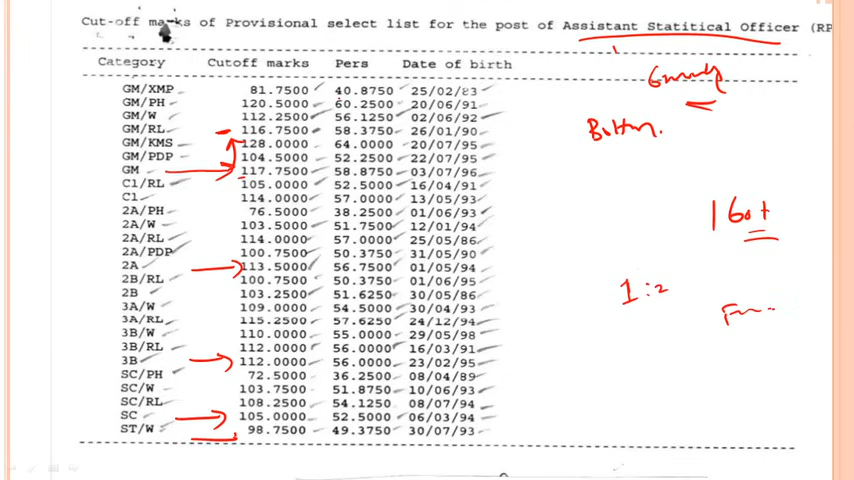 Cut-off marks of Provisional select list for the post of Assistant Statitical Officer (RP
Category Cutoff marks Pers Date of birth
GM/XMP 81.7500 40.8750 25/02/83
GM/PH 120.5000 60.2500 20/06/91
GM/W 112.2500 56.1250 02/06/92
GM/RL 116.7500 58.3750 26/01/90
GM/KMS 128.0000 64.0000 20/07/95
GM/PDP 104.5000 52.2500 22/07/95
GM 117.7500 58.8750 03/07/96
C1/RL 105.0000 52.5000 16/04/91
C1 114.0000 57.0000 13/05/93
2A/PH 76.5000 38.2500 01/06/93
2A/W 103.5000 51.7500 12/01/94
2A/RL 114.0000 57.0000 25/05/86
2A/PDP 100.7500 50.3750 31/05/90
2A 113.5000 56.7500 01/05/94
2B/RL 100.7500 50.3750 01/06/95
2B 103.2500 51.6250 30/05/86
3A/W 109.0000 54.5000 30/04/93
3A/RL 115.2500 57.6250 24/12/94
3B/W 110.0000 55.0000 29/05/98
3B/RL 112.0000 56.0000 16/03/91
3B 112.0000 56.0000 23/02/95
SC/PH 72.5000 36.2500 08/04/89
SC/W 103.7500 51.8750 10/06/93
SC/RL 108.2500 54.1250 08/07/94
SC 105.0000 52.5000 06/03/94
ST/W 98.7500 49.3750 30/07/93
1:2